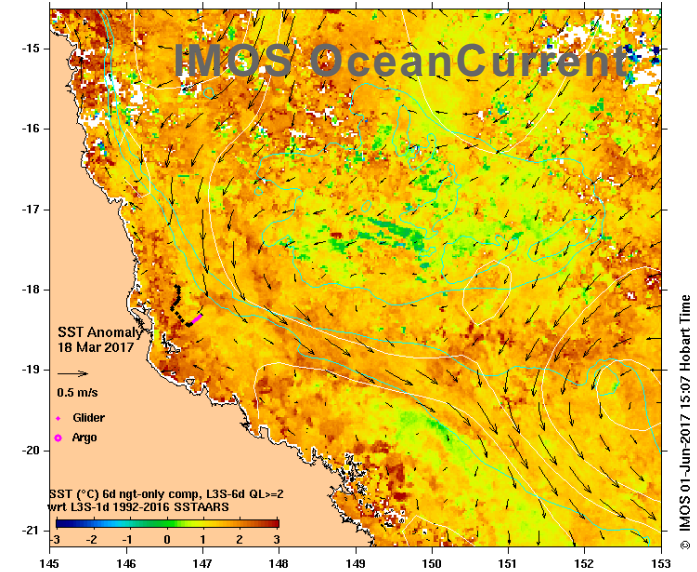 IMOS OceanCurrent
-15
-16
-17
-18
-19
-20
-21
SST Anomaly
18 Mar 2017
0.5 m/s
Glider
Argo
SST (°C) 6d ngt-only comp, L3S-6d QL>=2
wrt L3S-1d 1992-2016 SSTAARS
-3 -2 -1 0 1 2 3
145 146 147 148 149 150 151 152 153
© IMOS 01-Jun-2017 15:07 Hobart Time